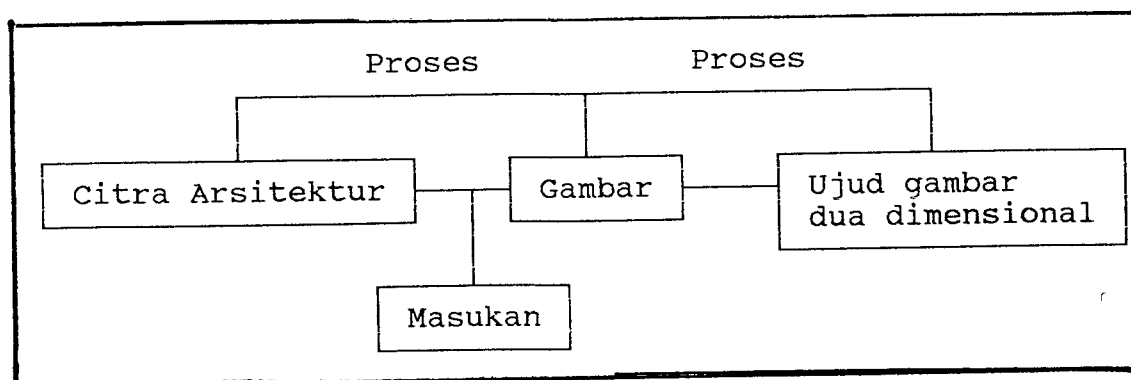 Proses Proses
Citra Arsitektur
Gambar
Ujud gambar
dua dimensional
Masukan